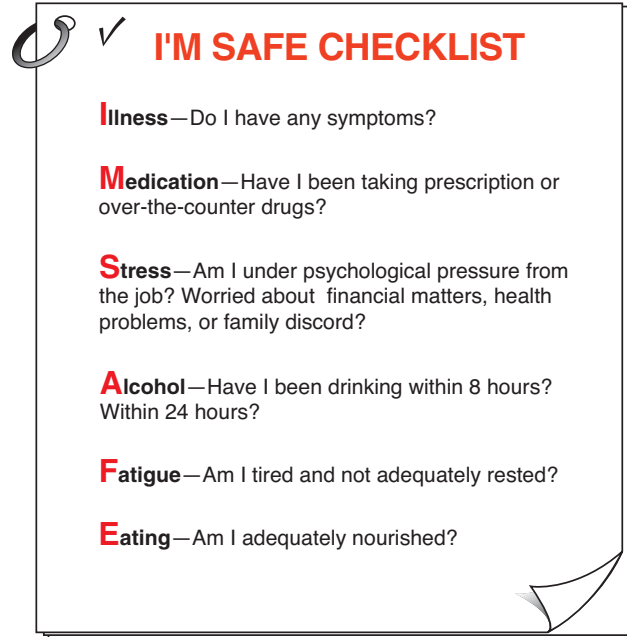 I'M SAFE CHECKLIST
Illness—Do I have any symptoms?
Medication—Have I been taking prescription or
over-the-counter drugs?
Stress—Am I under psychological pressure from
the job? Worried about  financial matters, health
problems, or family discord?
Alcohol—Have I been drinking within 8 hours?
Within 24 hours?
Fatigue—Am I tired and not adequately rested?
Eating—Am I adequately nourished?